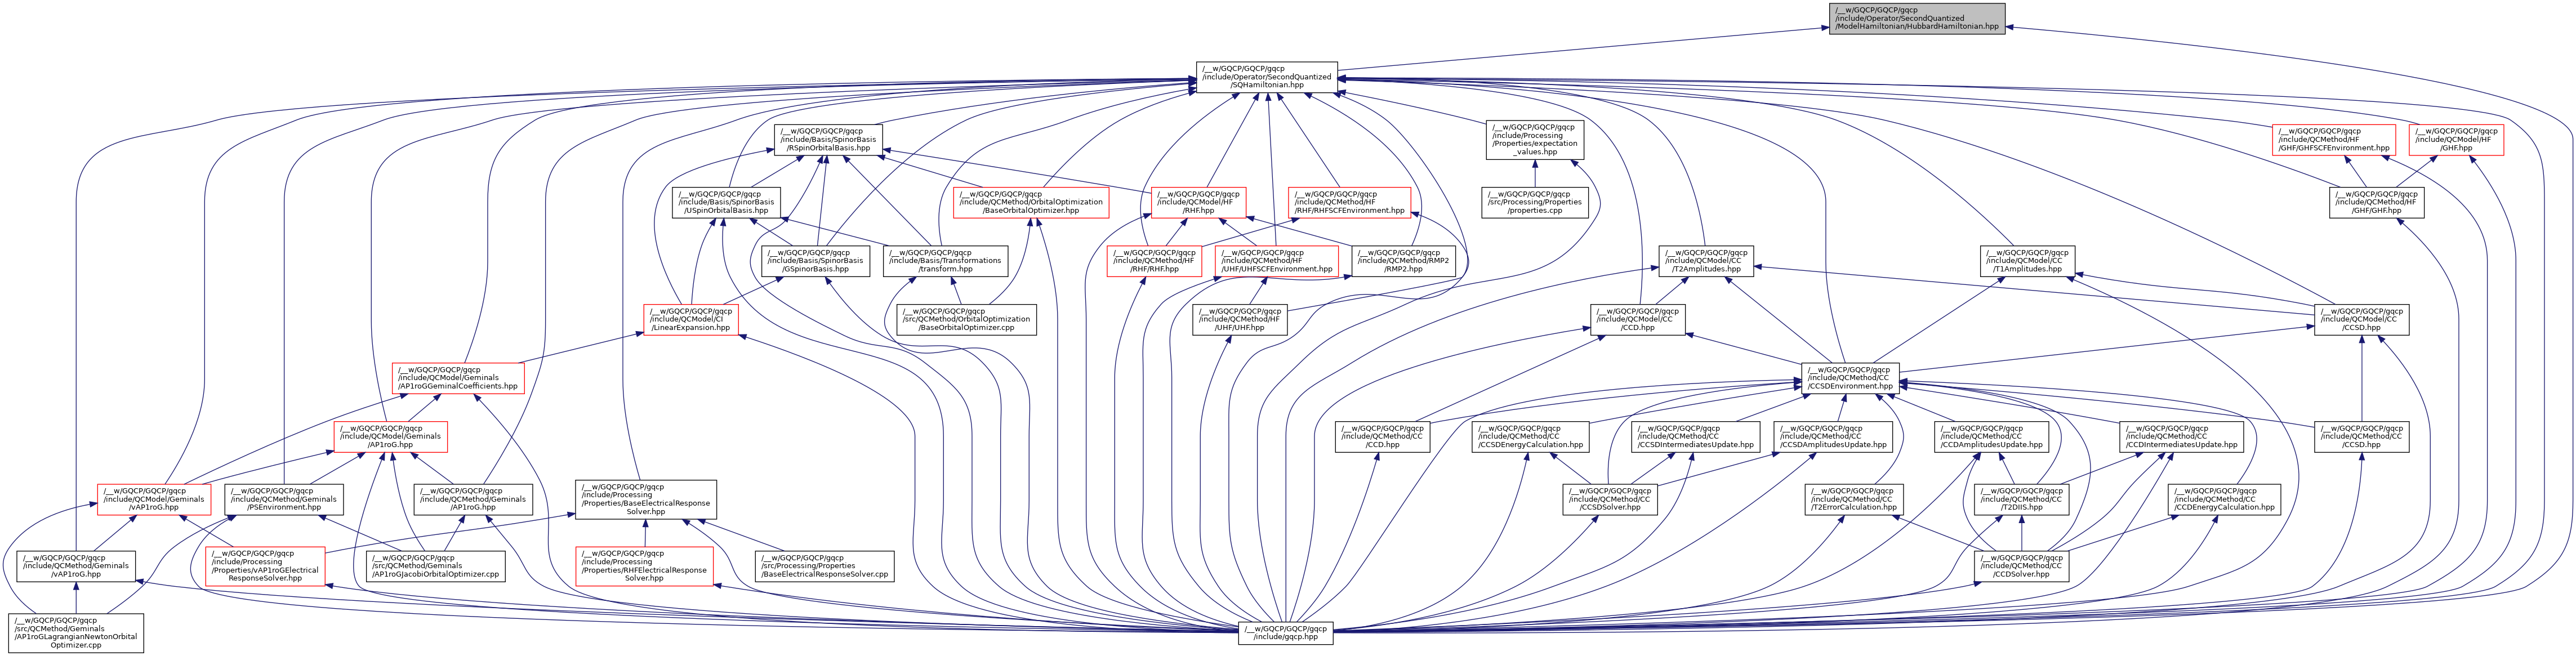 /__w/GQCP/GQCP/gqcp
/include/Operator/SecondQuantized
/ModelHamiltonian/HubbardHamiltonian.hpp
/__w/GQCP/GQCP/gqcp
/include/Operator/SecondQuantized
/SQHamiltonian.hpp
/__w/GQCP/GQCP/gqcp
/include/Basis/SpinorBasis
/RSpinOrbitalBasis.hpp
/__w/GQCP/GQCP/gqcp
/include/Processing
/Properties/expectation
_values.hpp
/__w/GQCP/GQCP/gqcp
/include/QCMethod/HF
/GHF/GHFSCFEnvironment.hpp
/__w/GQCP/GQCP/gqcp
/include/QCModel/HF
/GHF.hpp
/__w/GQCP/GQCP/gqcp
/include/Basis/SpinorBasis
/USpinOrbitalBasis.hpp
/__w/GQCP/GQCP/gqcp
/include/QCMethod/OrbitalOptimization
/BaseOrbitalOptimizer.hpp
/__w/GQCP/GQCP/gqcp
/include/QCModel/HF
/RHF.hpp
/__w/GQCP/GQCP/gqcp
/include/QCMethod/HF
/RHF/RHFSCFEnvironment.hpp
/__w/GQCP/GQCP/gqcp
/src/Processing/Properties
/properties.cpp
/__w/GQCP/GQCP/gqcp
/include/QCMethod/HF
/GHF/GHF.hpp
/__w/GQCP/GQCP/gqcp
/include/Basis/SpinorBasis
/GSpinorBasis.hpp
/__w/GQCP/GQCP/gqcp
/include/Basis/Transformations
/transform.hpp
/__w/GQCP/GQCP/gqcp
/include/QCMethod/HF
/RHF/RHF.hpp
/__w/GQCP/GQCP/gqcp
/include/QCMethod/HF
/UHF/UHFSCFEnvironment.hpp
/__w/GQCP/GQCP/gqcp
/include/QCMethod/RMP2
/RMP2.hpp
/__w/GQCP/GQCP/gqcp
/include/QCModel/CC
/T2Amplitudes.hpp
/__w/GQCP/GQCP/gqcp
/include/QCModel/CC
/T1Amplitudes.hpp
/__w/GQCP/GQCP/gqcp
/include/QCModel/CI
/LinearExpansion.hpp
/__w/GQCP/GQCP/gqcp
/src/QCMethod/OrbitalOptimization
/BaseOrbitalOptimizer.cpp
/__w/GQCP/GQCP/gqcp
/include/QCMethod/HF
/UHF/UHF.hpp
/__w/GQCP/GQCP/gqcp
/include/QCModel/CC
/CCD.hpp
/__w/GQCP/GQCP/gqcp
/include/QCModel/CC
/CCSD.hpp
/__w/GQCP/GQCP/gqcp
/include/QCModel/Geminals
/AP1roGGeminalCoefficients.hpp
/__w/GQCP/GQCP/gqcp
/include/QCMethod/CC
/CCSDEnvironment.hpp
/__w/GQCP/GQCP/gqcp
/include/QCModel/Geminals
/AP1roG.hpp
/__w/GQCP/GQCP/gqcp
/include/QCMethod/CC
/CCD.hpp
/__w/GQCP/GQCP/gqcp
/include/QCMethod/CC
/CCSDEnergyCalculation.hpp
/__w/GQCP/GQCP/gqcp
/include/QCMethod/CC
/CCSDIntermediatesUpdate.hpp
/__w/GQCP/GQCP/gqcp
/include/QCMethod/CC
/CCSDAmplitudesUpdate.hpp
/__w/GQCP/GQCP/gqcp
/include/QCMethod/CC
/CCDAmplitudesUpdate.hpp
/__w/GQCP/GQCP/gqcp
/include/QCMethod/CC
/CCDIntermediatesUpdate.hpp
/__w/GQCP/GQCP/gqcp
/include/QCMethod/CC
/CCSD.hpp
/__w/GQCP/GQCP/gqcp
/include/QCModel/Geminals
/vAP1roG.hpp
/__w/GQCP/GQCP/gqcp
/include/QCMethod/Geminals
/PSEnvironment.hpp
/__w/GQCP/GQCP/gqcp
/include/QCMethod/Geminals
/AP1roG.hpp
/__w/GQCP/GQCP/gqcp
/include/Processing
/Properties/BaseElectricalResponse
Solver.hpp
/__w/GQCP/GQCP/gqcp
/include/QCMethod/CC
/CCSDSolver.hpp
/__w/GQCP/GQCP/gqcp
/include/QCMethod/CC
/T2ErrorCalculation.hpp
/__w/GQCP/GQCP/gqcp
/include/QCMethod/CC
/T2DIIS.hpp
/__w/GQCP/GQCP/gqcp
/include/QCMethod/CC
/CCDEnergyCalculation.hpp
/__w/GQCP/GQCP/gqcp
/include/QCMethod/Geminals
/vAP1roG.hpp
/__w/GQCP/GQCP/gqcp
/include/Processing
/Properties/vAP1roGElectrical
ResponseSolver.hpp
/__w/GQCP/GQCP/gqcp
/src/QCMethod/Geminals
/AP1roGJacobiOrbitalOptimizer.cpp
/__w/GQCP/GQCP/gqcp
/include/Processing
/Properties/RHFElectricalResponse
Solver.hpp
/__w/GQCP/GQCP/gqcp
/src/Processing/Properties
/BaseElectricalResponseSolver.cpp
/__w/GQCP/GQCP/gqcp
/include/QCMethod/CC
/CCDSolver.hpp
/__w/GQCP/GQCP/gqcp
/src/QCMethod/Geminals
/AP1roGLagrangianNewtonOrbital
Optimizer.cpp
/__w/GQCP/GQCP/gqcp
/include/gqcp.hpp